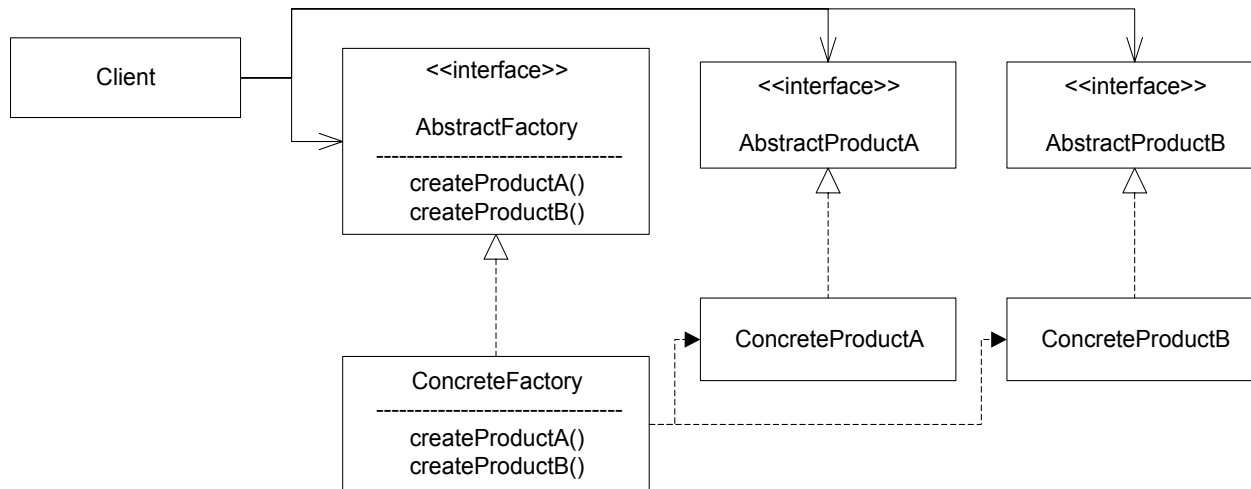 Client
<<interface>>
AbstractFactory
----------------------------------
createProductA()
createProductB()
<<interface>>
AbstractProductA
<<interface>>
AbstractProductB
ConcreteFactory
----------------------------------
createProductA()
createProductB()
ConcreteProductA
ConcreteProductB